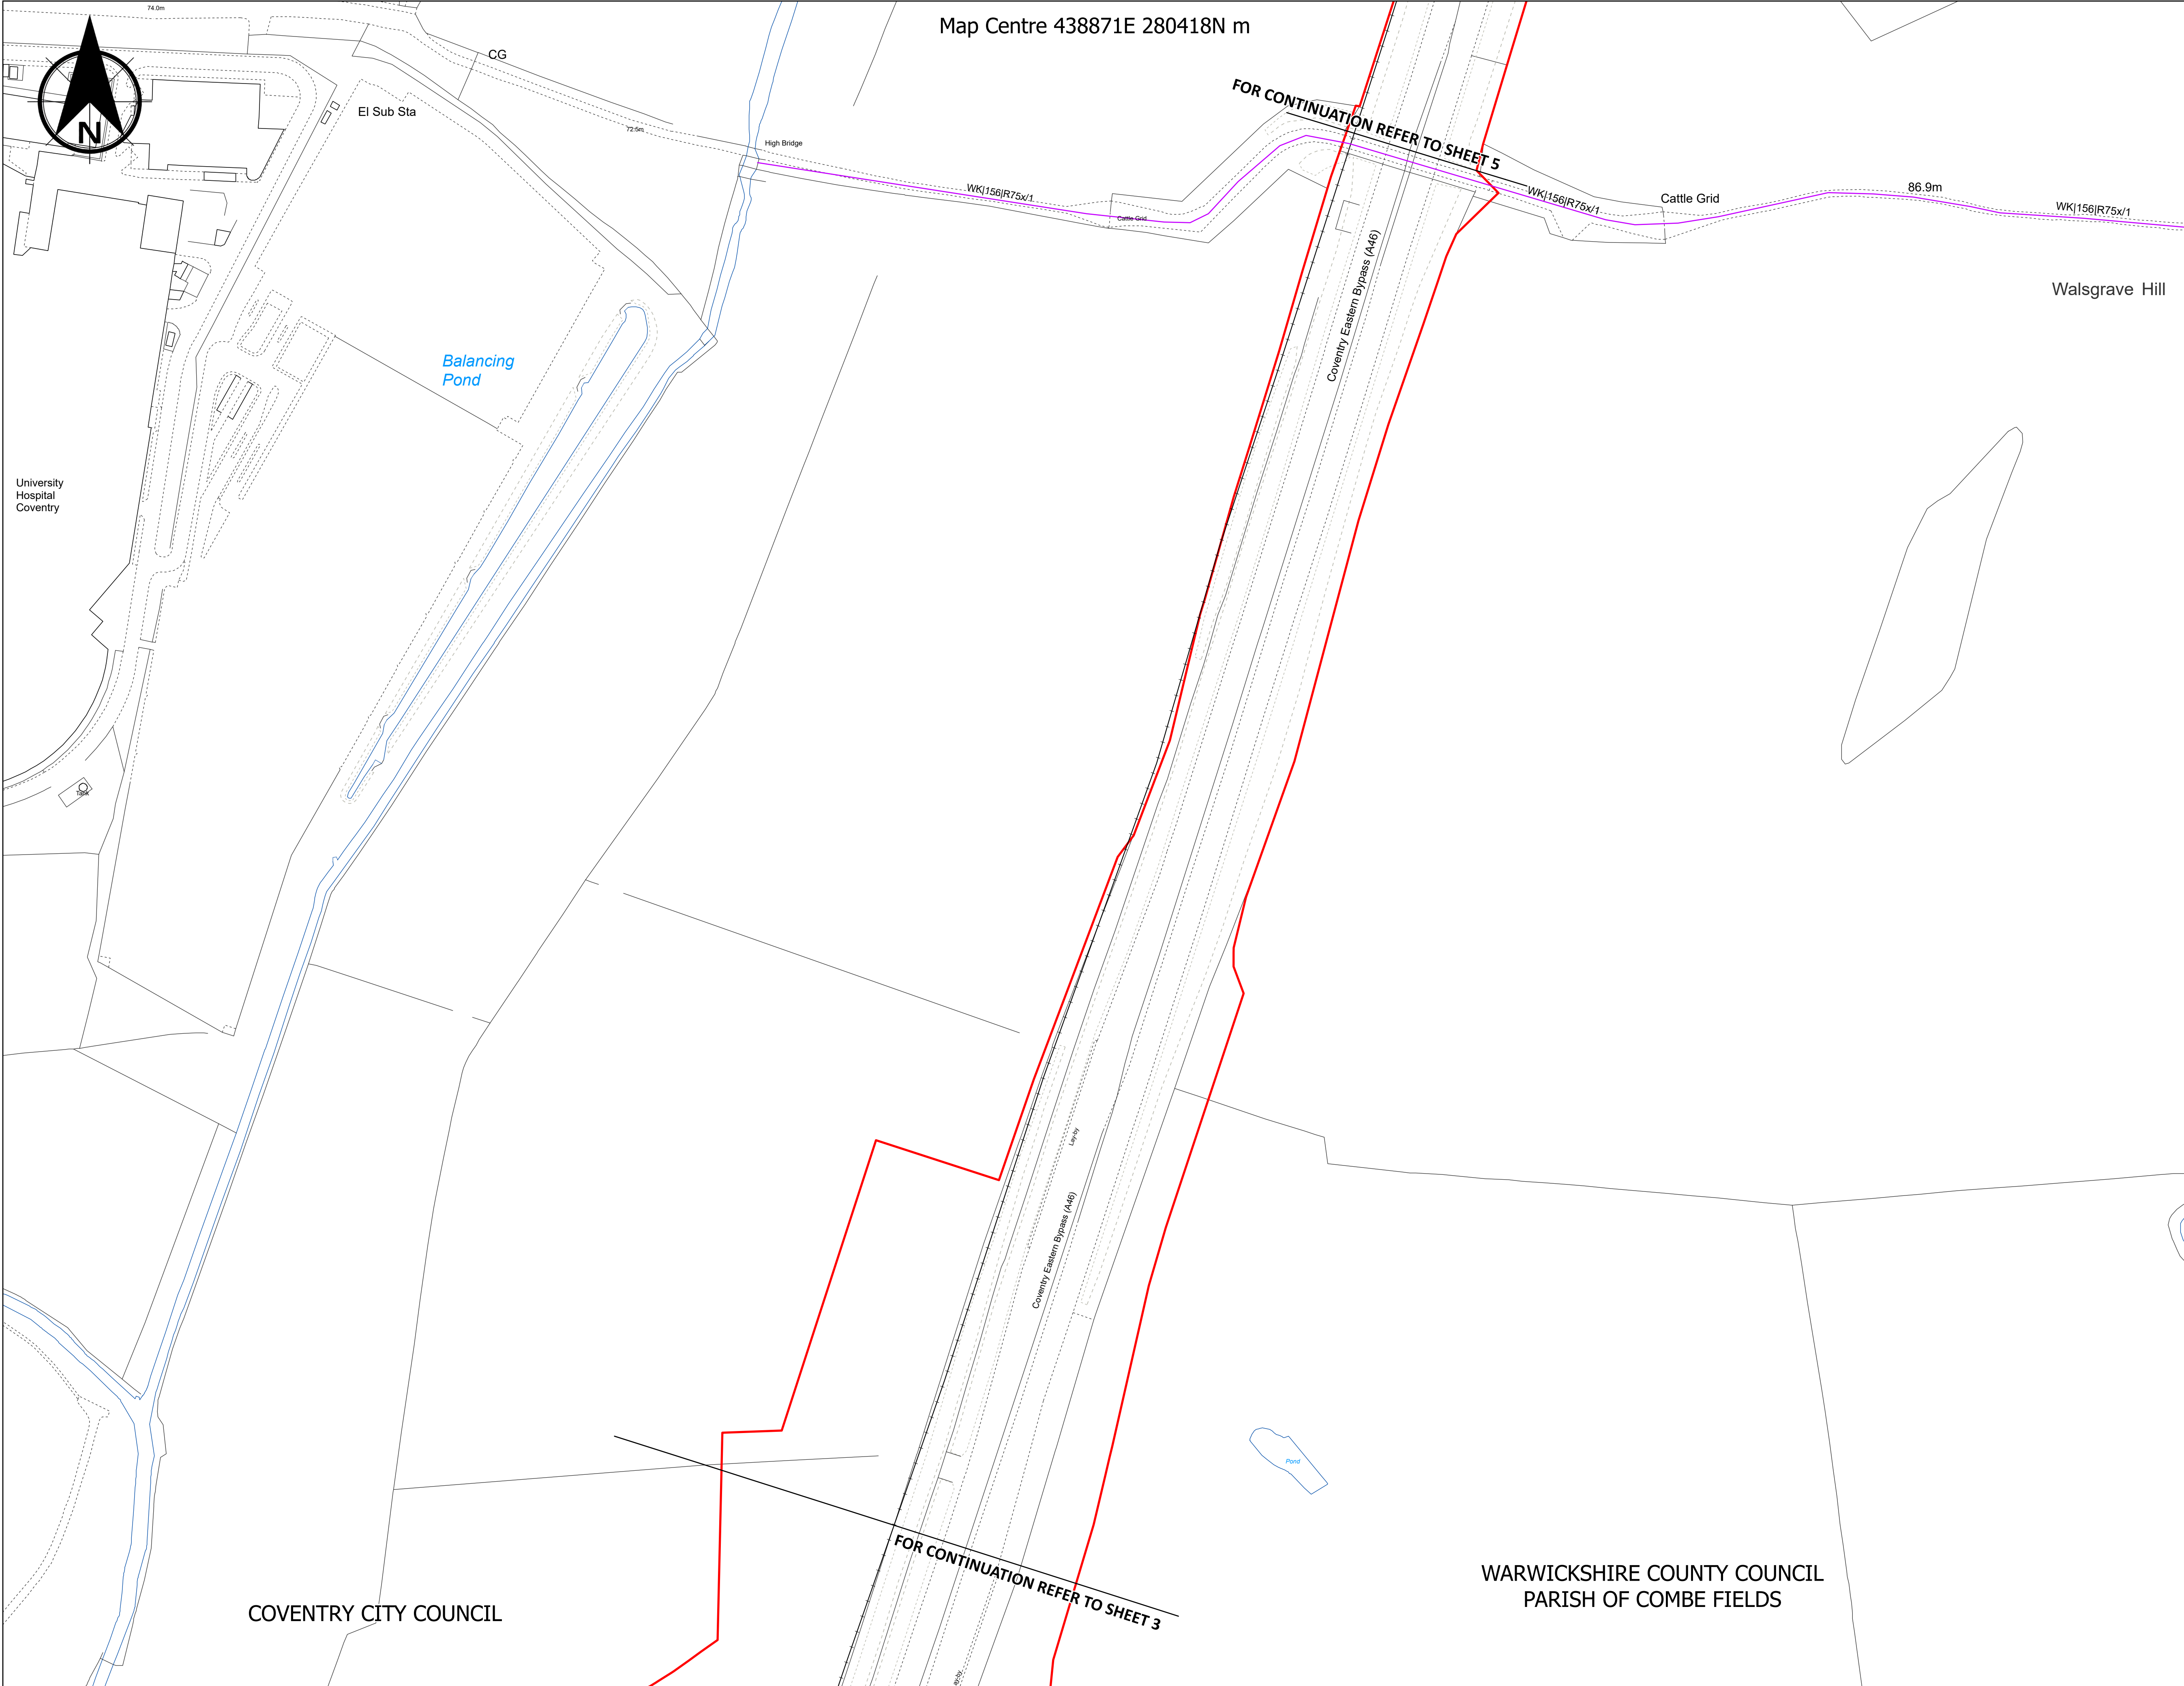 74.0m
Map Centre 438871E 280418N m
CG
El Sub Sta
N
72.5m
High Bridge
FOR CONTINUATION REFER TO SHEET 5
WK|156|R75x/1
Cattle Grid
WK|156|R75x/1
Cattle Grid
86.9m
WK|156|R75x/1
Walsgrave Hill
Coventry Eastern Bypass (A46)
Balancing
Pond
University
Hospital
Coventry
Tank
Lay-by
Coventry Eastern Bypass (A46)
Pond
FOR CONTINUATION REFER TO SHEET 3
WARWICKSHIRE COUNTY COUNCIL
PARISH OF COMBE FIELDS
COVENTRY CITY COUNCIL